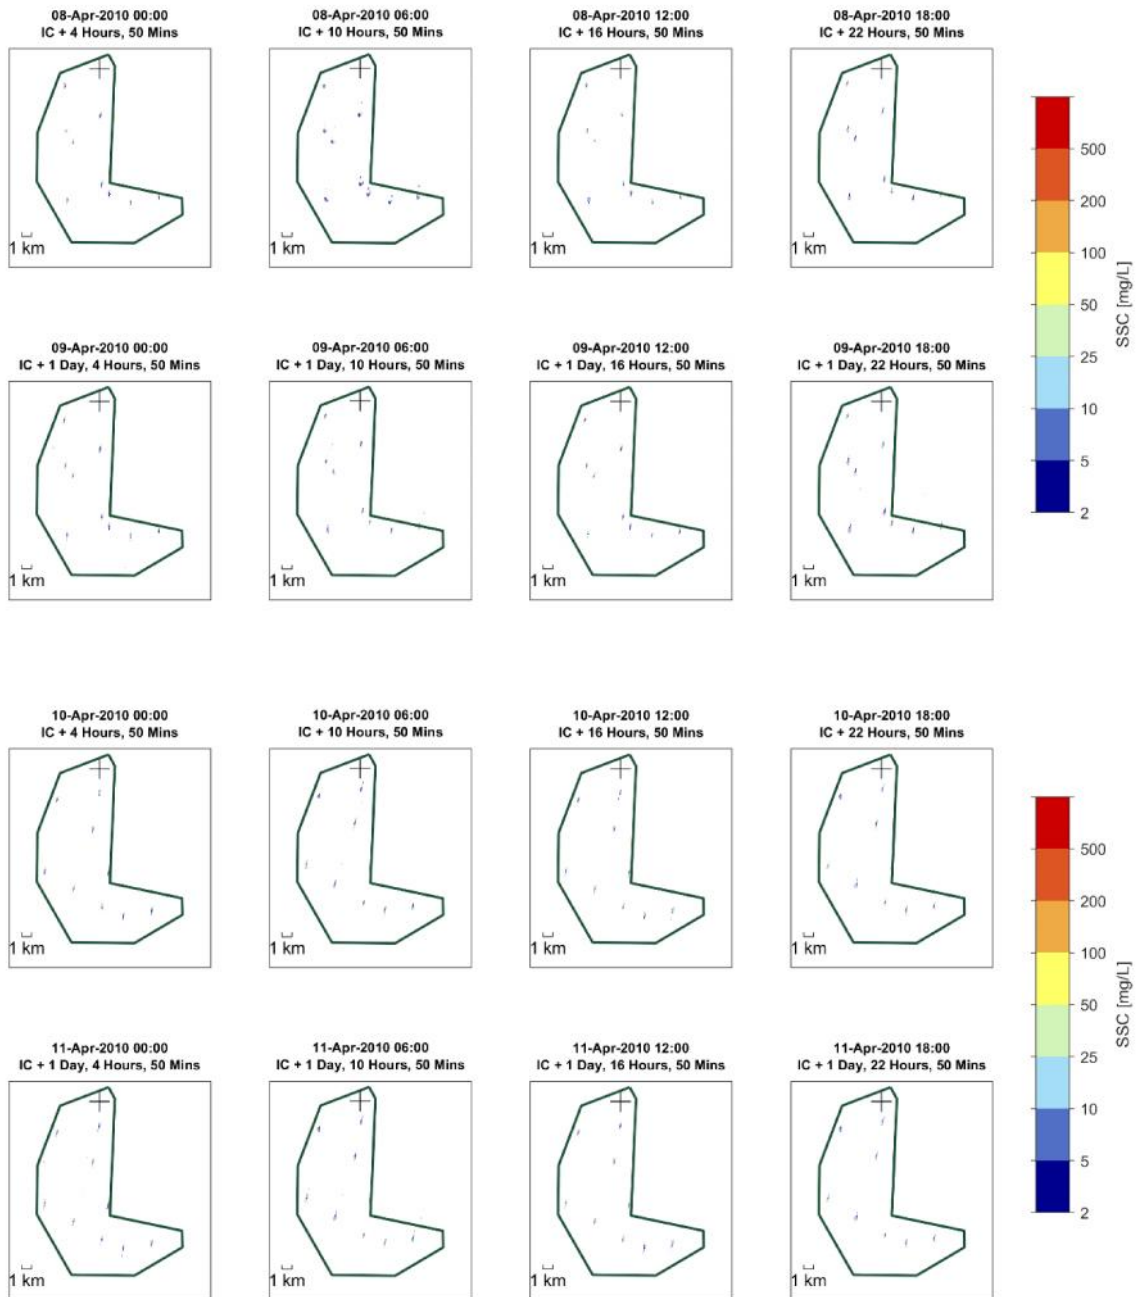 08-Apr-2010 00:00
IC + 4 Hours, 50 Mins
08-Apr-2010 06:00
IC + 10 Hours, 50 Mins
08-Apr-2010 12:00
IC + 16 Hours, 50 Mins
08-Apr-2010 18:00
IC + 22 Hours, 50 Mins
1 km
1 km
1 km
1 km
09-Apr-2010 00:00
IC + 1 Day, 4 Hours, 50 Mins
09-Apr-2010 06:00
IC + 1 Day, 10 Hours, 50 Mins
09-Apr-2010 12:00
IC + 1 Day, 16 Hours, 50 Mins
09-Apr-2010 18:00
IC + 1 Day, 22 Hours, 50 Mins
1 km
1 km
1 km
1 km
500
200
100
50
25
10
5
2
SSC [mg/L]
10-Apr-2010 00:00
IC + 4 Hours, 50 Mins
10-Apr-2010 06:00
IC + 10 Hours, 50 Mins
10-Apr-2010 12:00
IC + 16 Hours, 50 Mins
10-Apr-2010 18:00
IC + 22 Hours, 50 Mins
1 km
1 km
1 km
1 km
11-Apr-2010 00:00
IC + 1 Day, 4 Hours, 50 Mins
11-Apr-2010 06:00
IC + 1 Day, 10 Hours, 50 Mins
11-Apr-2010 12:00
IC + 1 Day, 16 Hours, 50 Mins
11-Apr-2010 18:00
IC + 1 Day, 22 Hours, 50 Mins
1 km
1 km
1 km
1 km
500
200
100
50
25
10
5
2
SSC [mg/L]